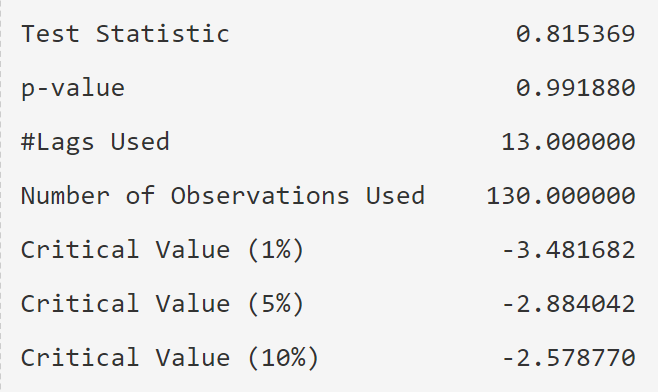 Test Statistic 0.815369
p-value 0.991880
#Lags Used 13.000000
Number of Observations Used 130.000000
Critical Value (1%) -3.481682
Critical Value (5%) -2.884042
Critical Value (10%) -2.578770